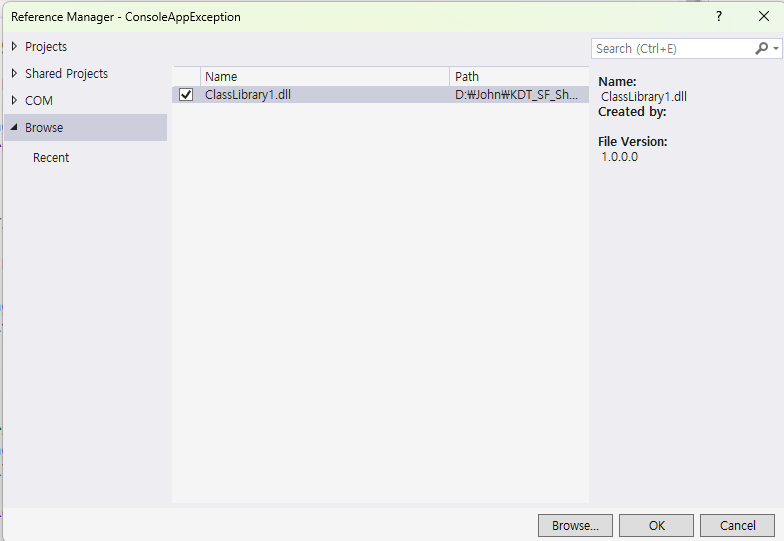 Reference Manager - ConsoleAppException
?
Projects
Shared Projects
COM
Browse
Recent
Name
Path
ClassLibrary1.dll
D:₩John₩KDT_SF_Sh...
Search (Ctrl+E)
Name:
ClassLibrary1.dll
Created by:
File Version:
1.0.0.0
Browse...
OK
Cancel